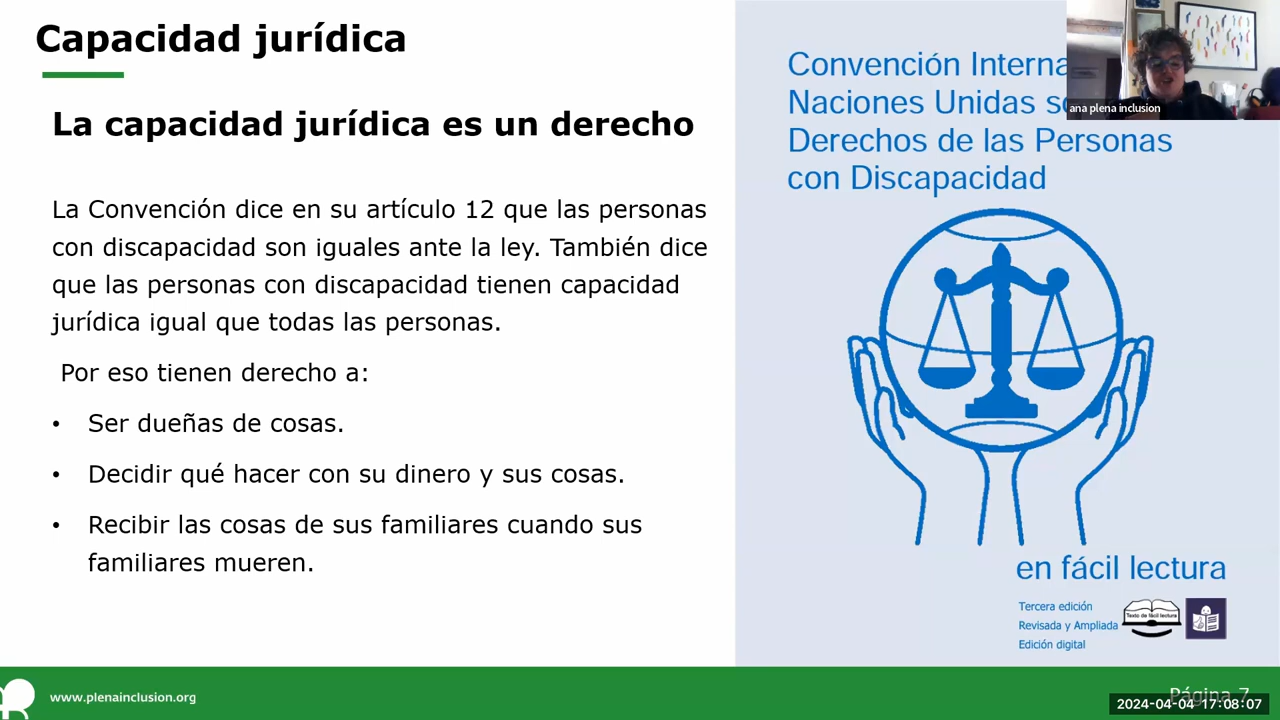 Capacidad jurídica
La capacidad jurídica es un derecho
La Convención dice en su artículo 12 que las personas
con discapacidad son iguales ante la ley. También dice
que las personas con discapacidad tienen capacidad
jurídica igual que todas las personas.
Por eso tienen derecho a:
• Ser dueñas de cosas.
• Decidir qué hacer con su dinero y sus cosas.
• Recibir las cosas de sus familiares cuando sus
familiares mueren.
Convención Interna
Naciones Unidas so
Derechos de las Personas
con Discapacidad
ana plena inclusion
en fácil lectura
Tercera edición
Revisada y Ampliada
Edición digital
Texto de fácil lectura
www.plenainclusion.org
Página 7
2024-04-04 17:08:07